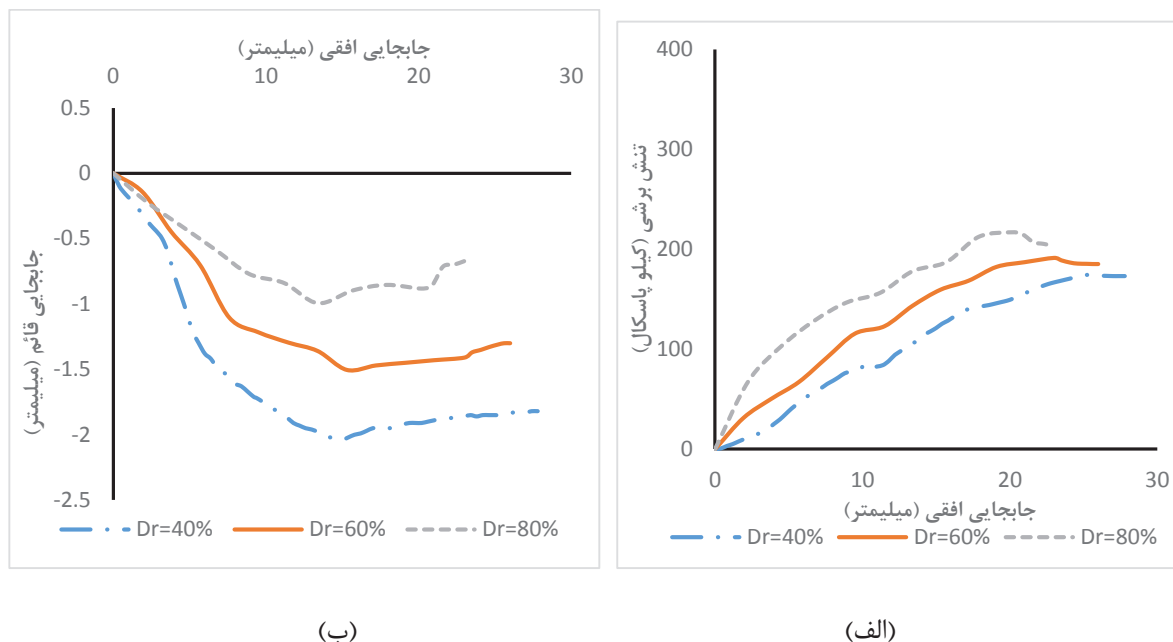 جابجایی افقی (میلیمتر)
0 10 20 30
0.5
0
-0.5
-1
-1.5
-2
-2.5
جابجایی قائم (میلیمتر)
Dr=40% Dr=60% Dr=80%
(ب)
400
300
200
100
0
تنش برشی (کیلو پاسکال)
0 10 20 30
جابجایی افقی (میلیمتر)
Dr=40% Dr=60% Dr=80%
(الف)